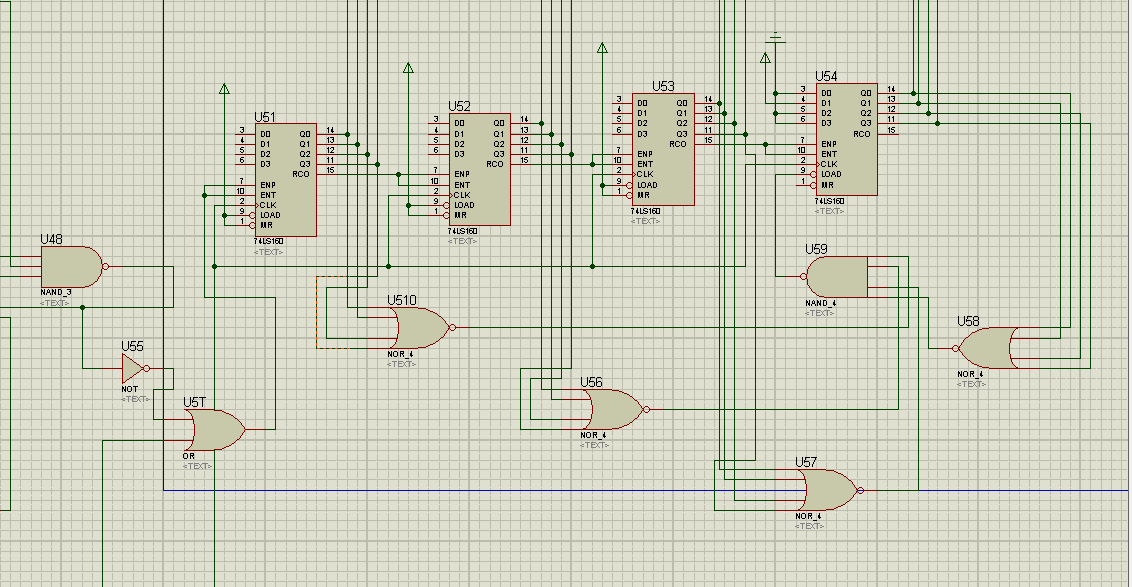 U51
3 D0 Q0 14
4 D1 Q1 13
5 D2 Q2 12
6 D3 Q3 11
RCO 15
7 ENP
10 ENT
2 CLK
9 LOAD
1 MR
74LS160
<TEXT>
U52
3 D0 Q0 14
4 D1 Q1 13
5 D2 Q2 12
6 D3 Q3 11
RCO 15
7 ENP
10 ENT
2 CLK
9 LOAD
1 MR
74LS160
<TEXT>
U53
3 D0 Q0 14
4 D1 Q1 13
5 D2 Q2 12
6 D3 Q3 11
RCO 15
7 ENP
10 ENT
2 CLK
9 LOAD
1 MR
74LS160
<TEXT>
U54
3 D0 Q0 14
4 D1 Q1 13
5 D2 Q2 12
6 D3 Q3 11
RCO 15
7 ENP
10 ENT
2 CLK
9 LOAD
1 MR
74LS160
<TEXT>
U48
NAND_3
<TEXT>
U59
NAND_4
<TEXT>
U510
NOR_4
<TEXT>
U58
NOR_4
<TEXT>
U55
NOT
<TEXT>
U56
NOR_4
<TEXT>
U5T
OR
<TEXT>
U57
NOR_4
<TEXT>